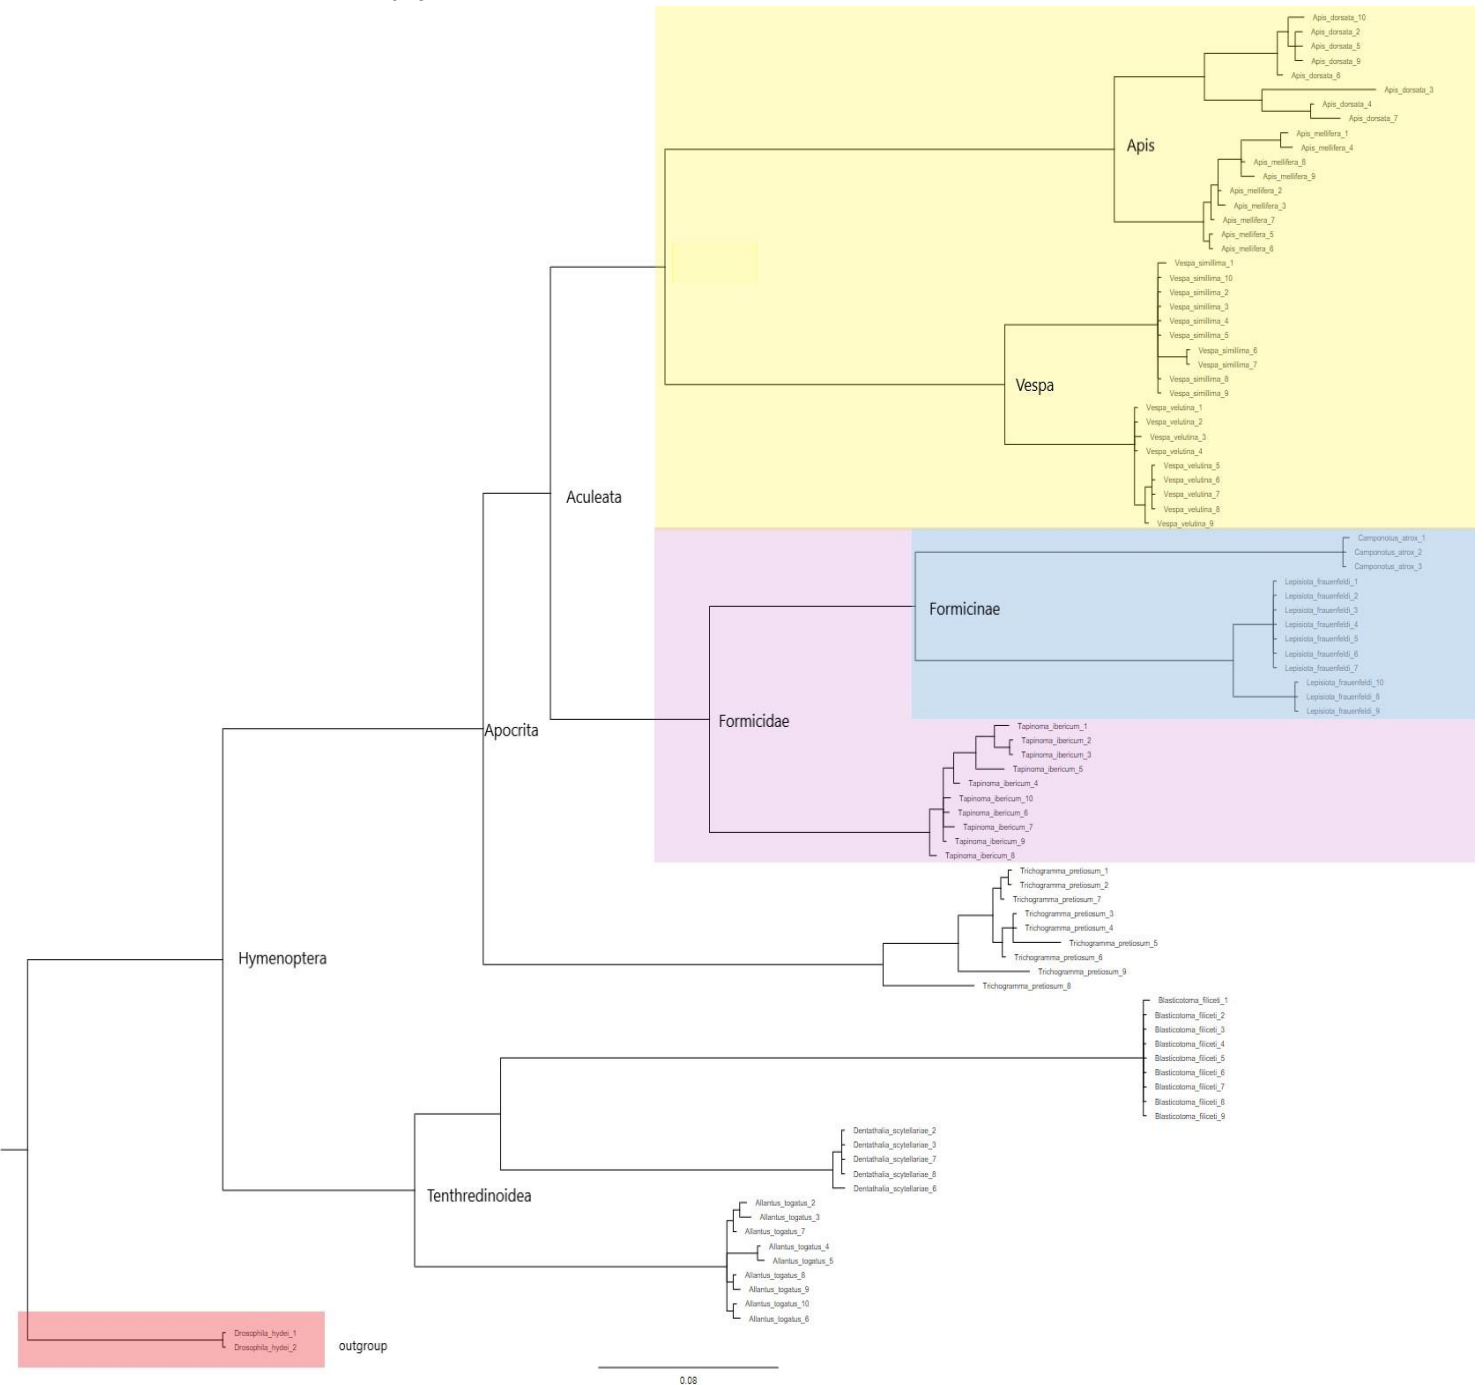 Apis_dorsata_10
Apis_dorsata_2
Apis_dorsata_5
Apis_dorsata_9
Apis_dorsata_6
Apis_dorsata_3
Apis_dorsata_4
Apis_dorsata_7
Apis_mellifera_1
Apis
Apis_mellifera_4
Apis_mellifera_8
Apis_mellifera_9
Apis_mellifera_2
Apis_mellifera_3
Apis_mellifera_7
Apis_mellifera_5
Apis_mellifera_6
Vespa_simillima_1
Vespa_simillima_10
Vespa_simillima_2
Vespa_simillima_3
Vespa_simillima_4
Vespa_simillima_5
Vespa_simillima_6
Vespa_simillima_7
Vespa_simillima_8
Vespa
Vespa_simillima_9
Vespa_velutina_1
Vespa_velutina_2
Vespa_velutina_3
Vespa_velutina_4
Vespa_velutina_5
Vespa_velutina_6
Vespa_velutina_7
Aculeata
Vespa_velutina_8
Vespa_velutina_9
Camponotus_atrox_1
Camponotus_atrox_2
Camponotus_atrox_3
Lepisiota_frauenfeldi_1
Lepisiota_frauenfeldi_2
Lepisiota_frauenfeldi_3
Formicinae
Lepisiota_frauenfeldi_4
Lepisiota_frauenfeldi_5
Lepisiota_frauenfeldi_6
Lepisiota_frauenfeldi_7
Lepisiota_frauenfeldi_10
Lepisiota_frauenfeldi_8
Lepisiota_frauenfeldi_9
Formicidae
Tapinoma_ibericum_1
Apocrita
Tapinoma_ibericum_2
Tapinoma_ibericum_3
Tapinoma_ibericum_5
Tapinoma_ibericum_4
Tapinoma_ibericum_10
Tapinoma_ibericum_6
Tapinoma_ibericum_7
Tapinoma_ibericum_9
Tapinoma_ibericum_8
Trichogramma_pretiosum_1
Trichogramma_pretiosum_2
Trichogramma_pretiosum_7
Trichogramma_pretiosum_3
Trichogramma_pretiosum_4
Trichogramma_pretiosum_5
Trichogramma_pretiosum_6
Hymenoptera
Trichogramma_pretiosum_9
Trichogramma_pretiosum_8
Blasticotoma_filiceti_1
Blasticotoma_filiceti_2
Blasticotoma_filiceti_3
Blasticotoma_filiceti_4
Blasticotoma_filiceti_5
Blasticotoma_filiceti_6
Blasticotoma_filiceti_7
Blasticotoma_filiceti_8
Blasticotoma_filiceti_9
Dentathalia_scytellariae_2
Dentathalia_scytellariae_3
Dentathalia_scytellariae_7
Dentathalia_scytellariae_8
Dentathalia_scytellariae_6
Tenthredinoidea
Allantus_togatus_2
Allantus_togatus_3
Allantus_togatus_7
Allantus_togatus_4
Allantus_togatus_5
Allantus_togatus_8
Allantus_togatus_9
Allantus_togatus_10
Allantus_togatus_6
Drosophila_hydei_1
Drosophila_hydei_2
outgroup
0.08